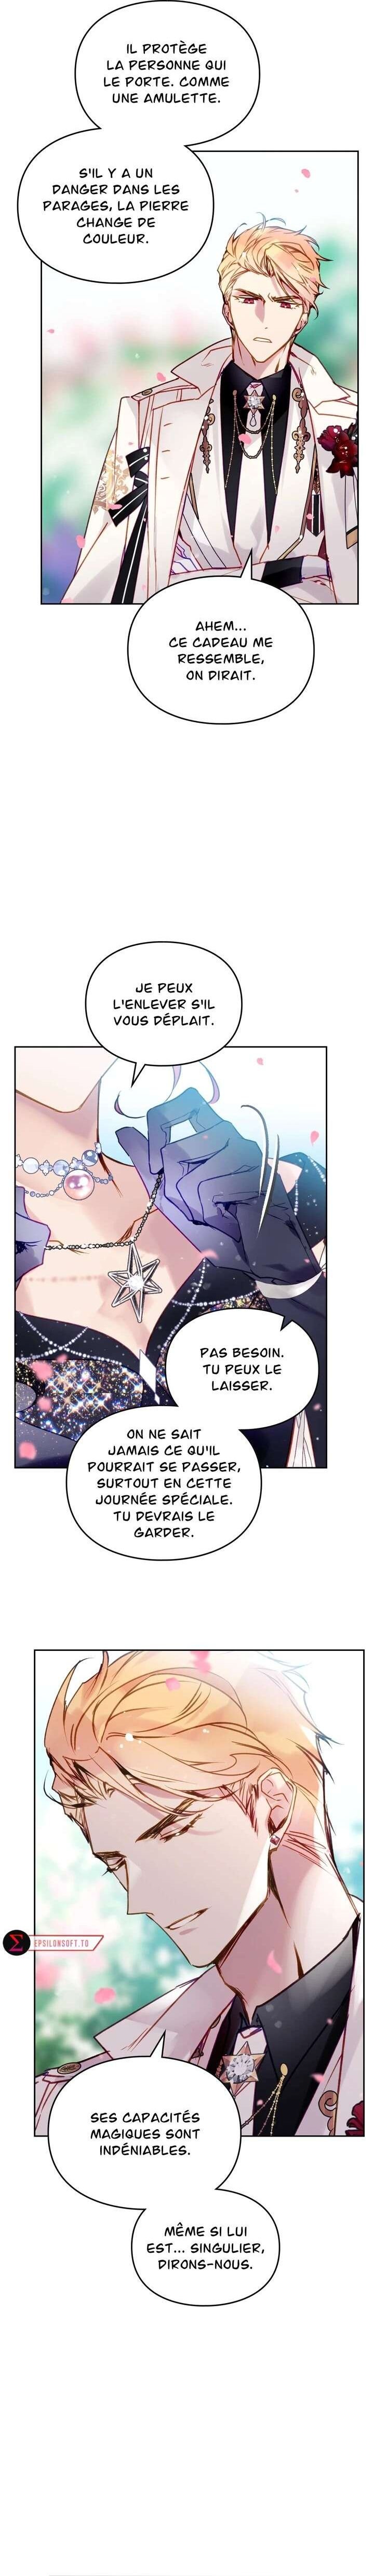 IL PROTÈGE
LA PERSONNE QUI
LE PORTE. COMME
UNE AMULETTE.
S'IL Y A UN
DANGER DANS LES
PARAGES, LA PIERRE
CHANGE DE
COULEUR.
AHEM...
CE CADEAU ME
RESSEMBLE,
ON DIRAIT.
JE PEUX
L'ENLEVER S'IL
VOUS DÉPLAIT.
PAS BESOIN.
TU PEUX LE
LAISSER.
ON NE SAIT
JAMAIS CE QU'IL
POURRAIT SE PASSER,
SURTOUT EN CETTE
JOURNÉE SPÉCIALE.
TU DEVRAIS LE
GARDER.
EPSILONSOFT.TO
SES CAPACITÉS
MAGIQUES SONT
INDÉNIABLES.
MÊME SI LUI
EST... SINGULIER,
DIRONS-NOUS.